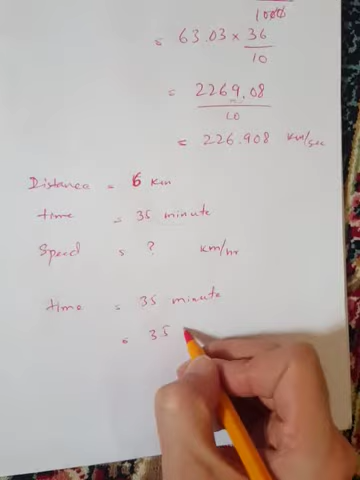 1000
= 63.03 × 36
10
= 2269.08
10
= 226.908 km/sec
Distance = 6 km
time = 35 minute
Speed = ? km/hr
time = 35 minute
= 35